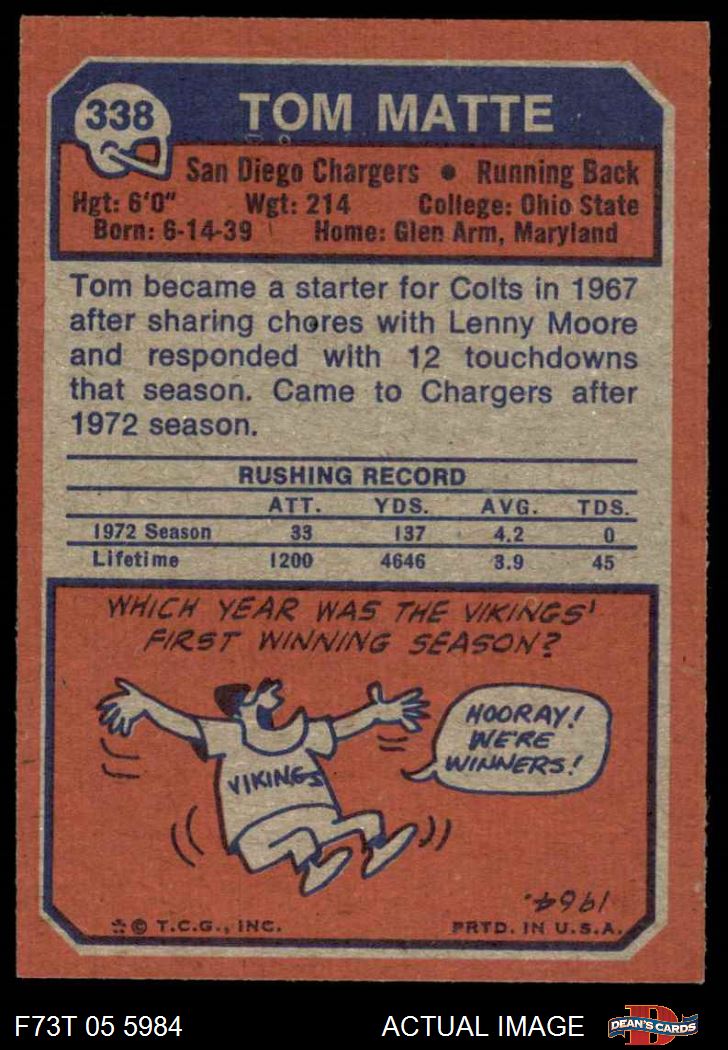 338
TOM MATTE
San Diego Chargers • Running Back
Hgt: 6'0" Wgt: 214 College: Ohio State
Born: 6-14-39 Home: Glen Arm, Maryland
Tom became a starter for Colts in 1967
after sharing chores with Lenny Moore
and responded with 12 touchdowns
that season. Came to Chargers after
1972 season.
RUSHING RECORD
ATT. YDS. AVG. TDS.
1972 Season 33 137 4.2 0
Lifetime 1200 4646 3.9 45
WHICH YEAR WAS THE VIKINGS'
FIRST WINNING SEASON?
HOORAY!
WE'RE
WINNERS!
VIKINGS
1964.
☆ © T.C.G., INC. PRTD. IN U.S.A.
F73T 05 5984 ACTUAL IMAGE
D
DEAN'S CARDS